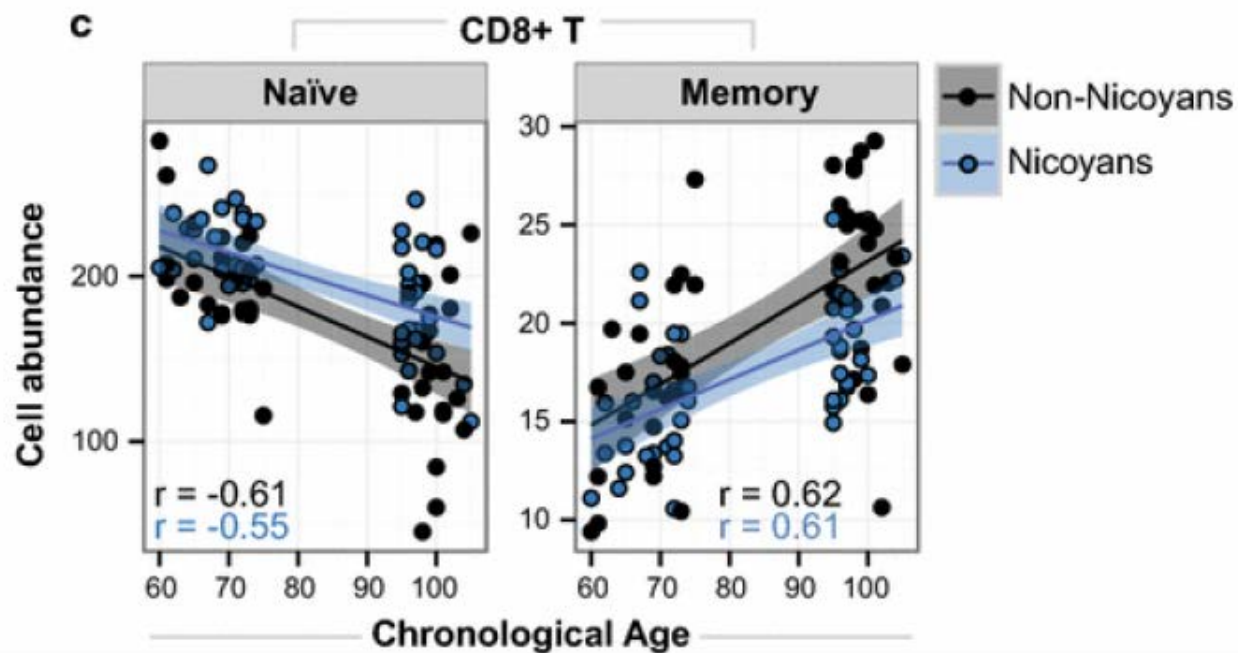 c
CD8+ T
Naïve
Memory
Non-Nicoyans
Nicoyans
Cell abundance
200
100
30
25
20
15
10
r = -0.61
r = -0.55
r = 0.62
r = 0.61
60 70 80 90 100
60 70 80 90 100
Chronological Age